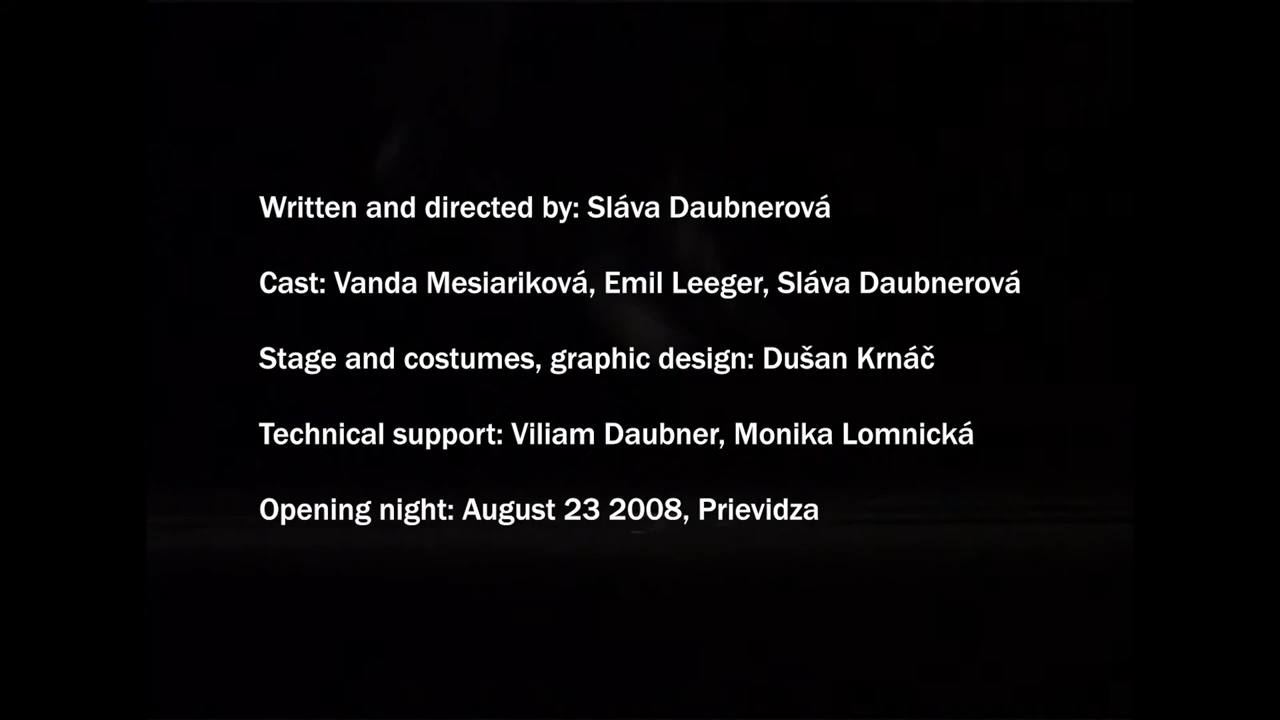 Written and directed by: Sláva Daubnerová
Cast: Vanda Mesiariková, Emil Leeger, Sláva Daubnerová
Stage and costumes, graphic design: Dušan Krnáč
Technical support: Viliam Daubner, Monika Lomnická
Opening night: August 23 2008, Prievidza